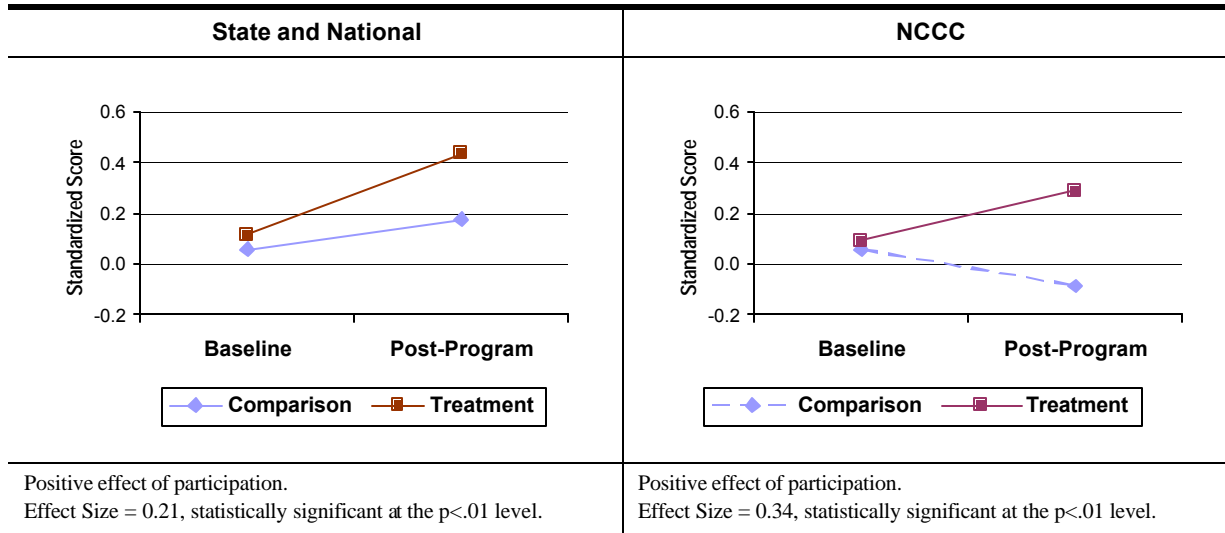 State and National
0.6
0.4
0.2
0.0
-0.2
Standardized Score
Baseline Post-Program
Comparison Treatment
Positive effect of participation.
Effect Size = 0.21, statistically significant at the p<.01 level.
NCCC
0.6
0.4
0.2
0.0
-0.2
Standardized Score
Baseline Post-Program
Comparison Treatment
Positive effect of participation.
Effect Size = 0.34, statistically significant at the p<.01 level.